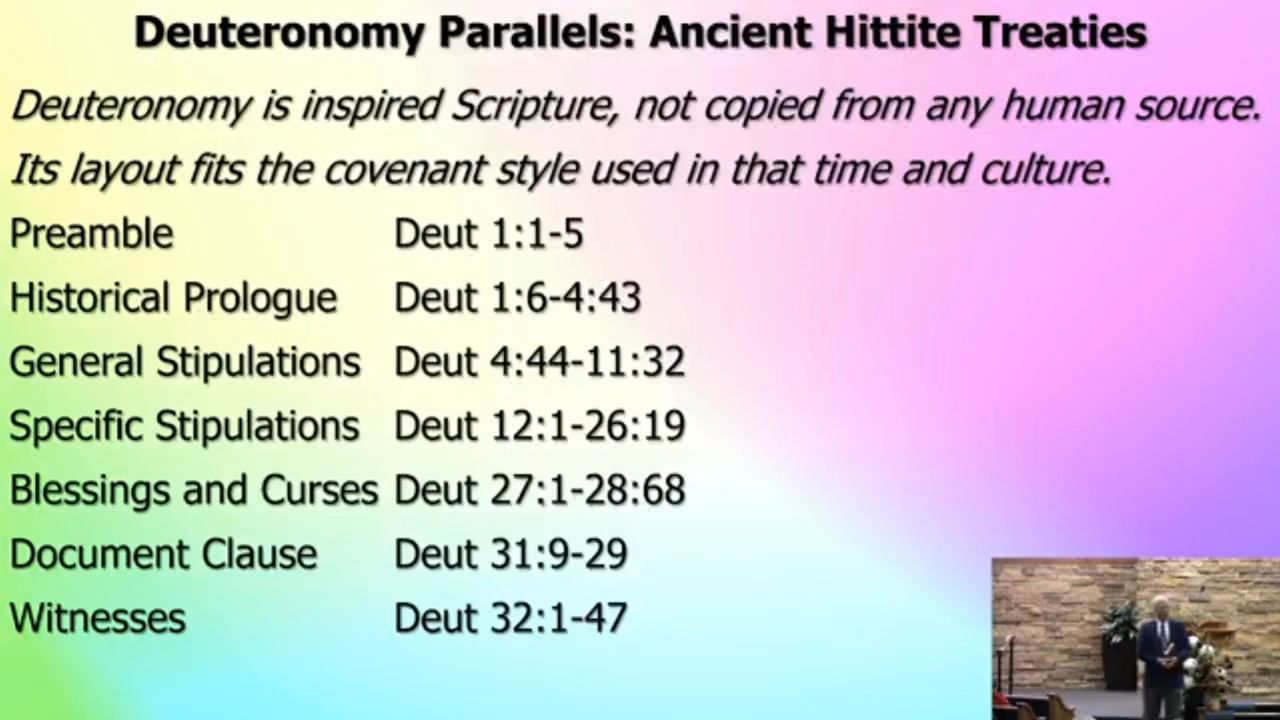 Deuteronomy Parallels: Ancient Hittite Treaties
Deuteronomy is inspired Scripture, not copied from any human source.
Its layout fits the covenant style used in that time and culture.
Preamble Deut 1:1-5
Historical Prologue Deut 1:6-4:43
General Stipulations Deut 4:44-11:32
Specific Stipulations Deut 12:1-26:19
Blessings and Curses Deut 27:1-28:68
Document Clause Deut 31:9-29
Witnesses Deut 32:1-47